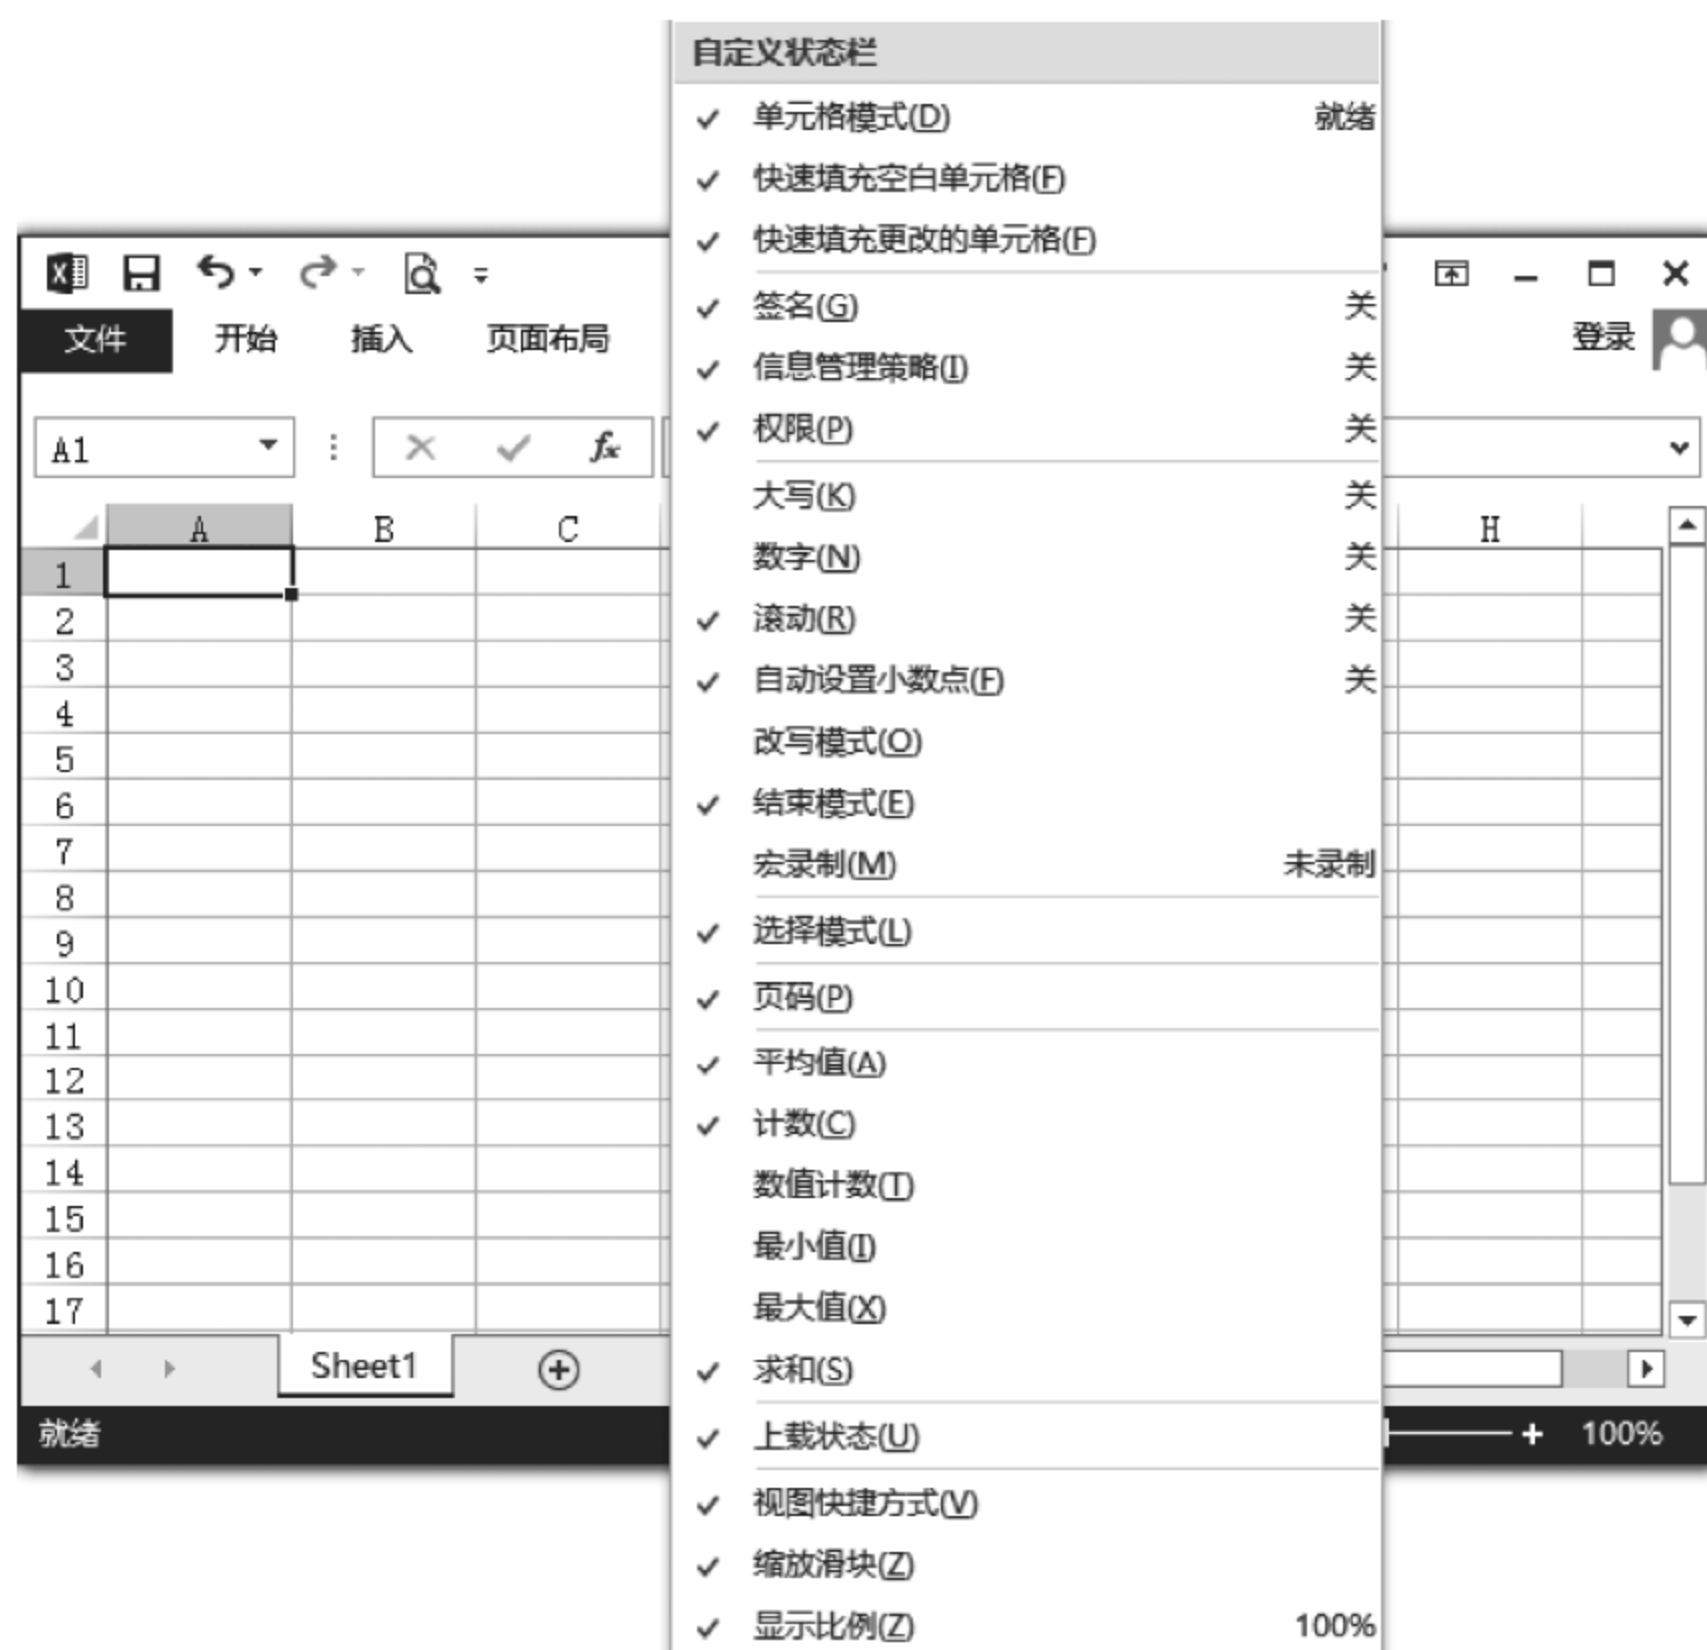 自定义状态栏
单元格模式(D) 就绪
快速填充空白单元格(F)
快速填充更改的单元格(F)
签名(G) 关
信息管理策略(I) 关
权限(P) 关
大写(K) 关
数字(N) 关
滚动(R) 关
自动设置小数点(F) 关
改写模式(O)
结束模式(E)
宏录制(M) 未录制
选择模式(L)
页码(P)
平均值(A)
计数(C)
数值计数(T)
最小值(I)
最大值(X)
求和(S)
上载状态(U)
视图快捷方式(V)
缩放滑块(Z)
显示比例(Z) 100%
文件 开始 插入 页面布局 登录
A1 fx
A B C H
1
2
3
4
5
6
7
8
9
10
11
12
13
14
15
16
17
Sheet1
就绪 100%